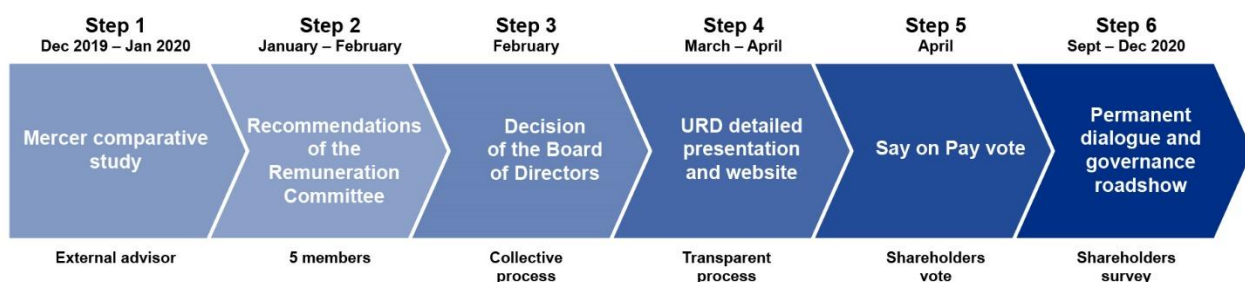 Step 1
Dec 2019 – Jan 2020
Mercer comparative
study
External advisor
Step 2
January – February
Recommendations
of the
Remuneration
Committee
5 members
Step 3
February
Decision
of the Board
of Directors
Collective
process
Step 4
March – April
URD detailed
presentation
and website
Transparent
process
Step 5
April
Say on Pay vote
Shareholders
vote
Step 6
Sept – Dec 2020
Permanent
dialogue and
governance
roadshow
Shareholders
survey